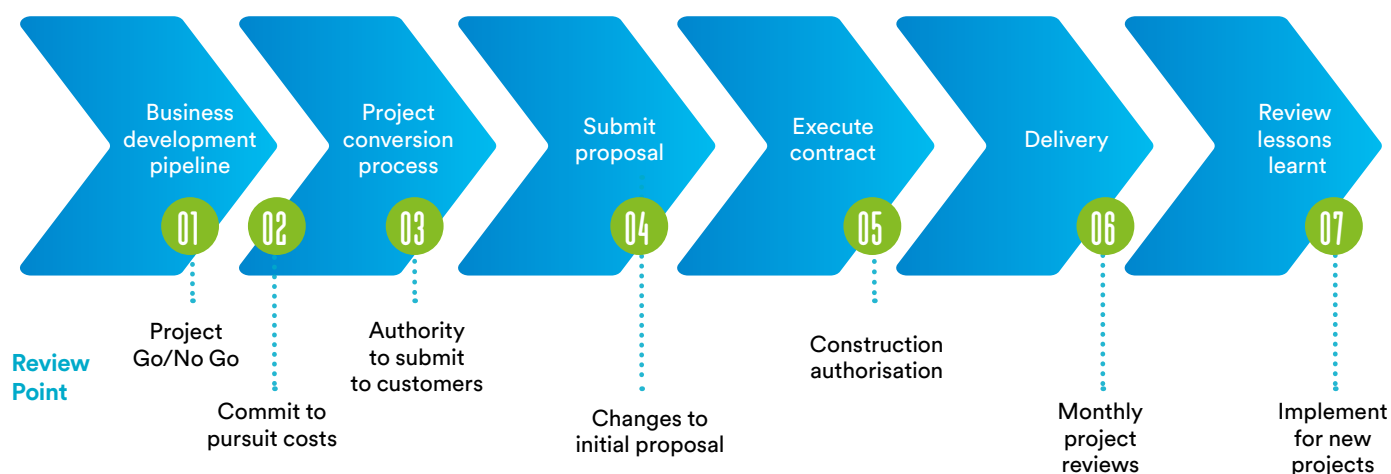 Business
development
pipeline
Project
conversion
process
Submit
proposal
Execute
contract
Delivery
Review
lessons
learnt
01
02
03
04
05
06
07
Review
Point
Project
Go/No Go
Commit to
pursuit costs
Authority
to submit
to customers
Changes to
initial proposal
Construction
authorisation
Monthly
project
reviews
Implement
for new
projects